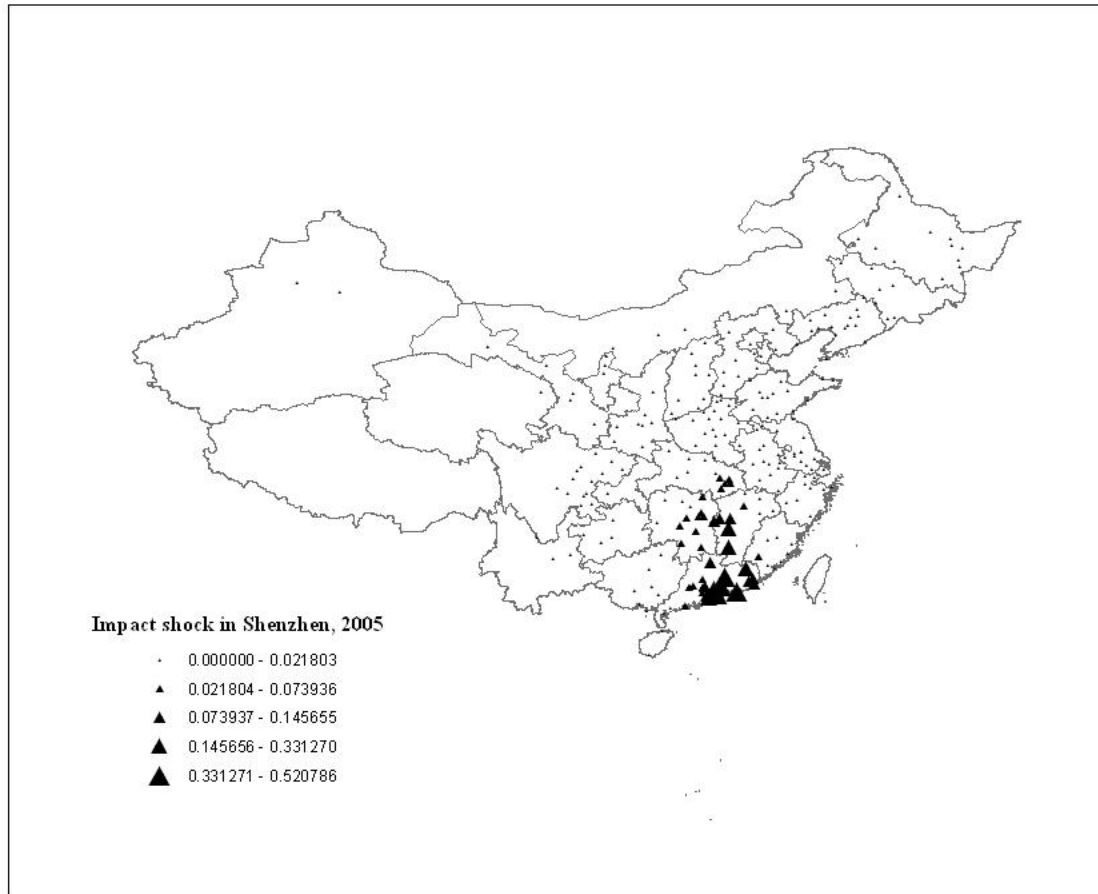 Impact shock in Shenzhen, 2005
0.000000 - 0.021803
0.021804 - 0.073936
0.073937 - 0.145655
0.145656 - 0.331270
0.331271 - 0.520786